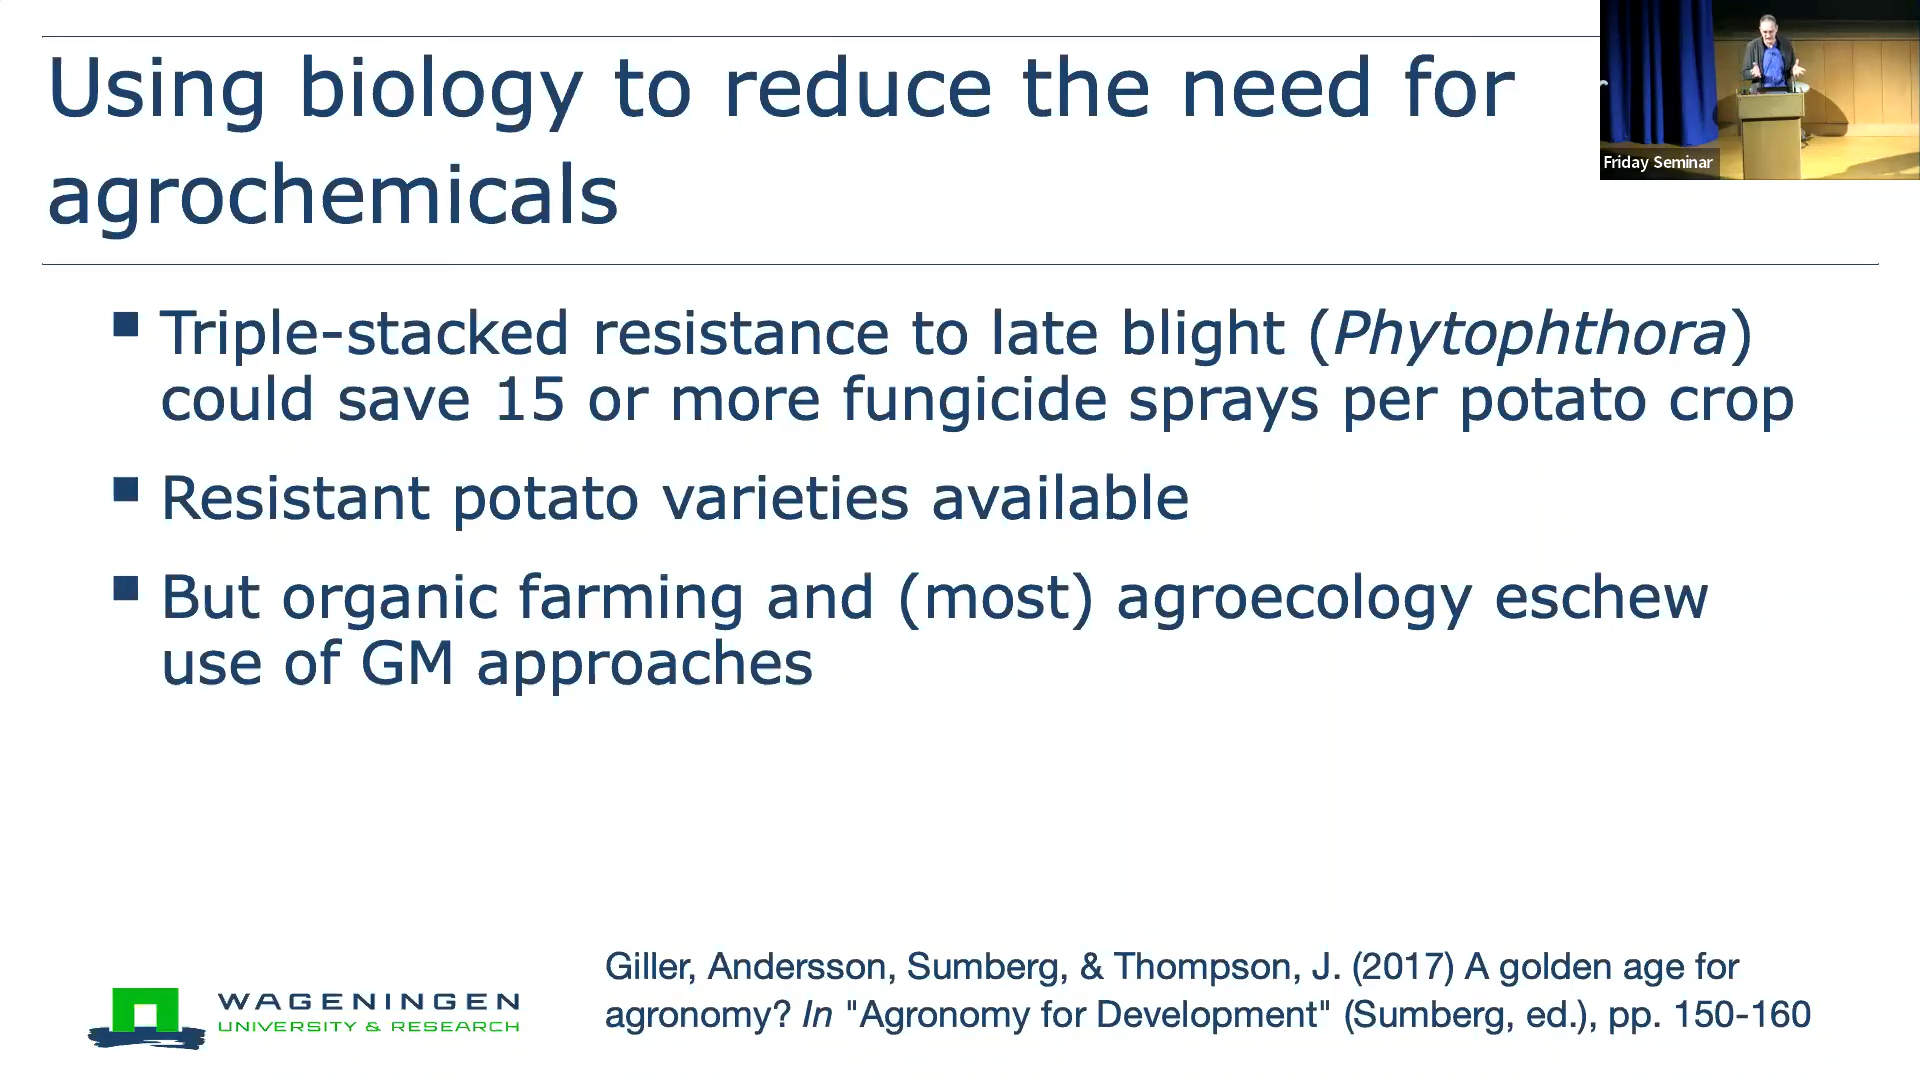 Using biology to reduce the need for
agrochemicals
Friday Seminar
▪ Triple-stacked resistance to late blight (Phytophthora)
could save 15 or more fungicide sprays per potato crop
▪ Resistant potato varieties available
▪ But organic farming and (most) agroecology eschew
use of GM approaches
Giller, Andersson, Sumberg, & Thompson, J. (2017) A golden age for
agronomy? In "Agronomy for Development" (Sumberg, ed.), pp. 150-160
WAGENINGEN
UNIVERSITY & RESEARCH